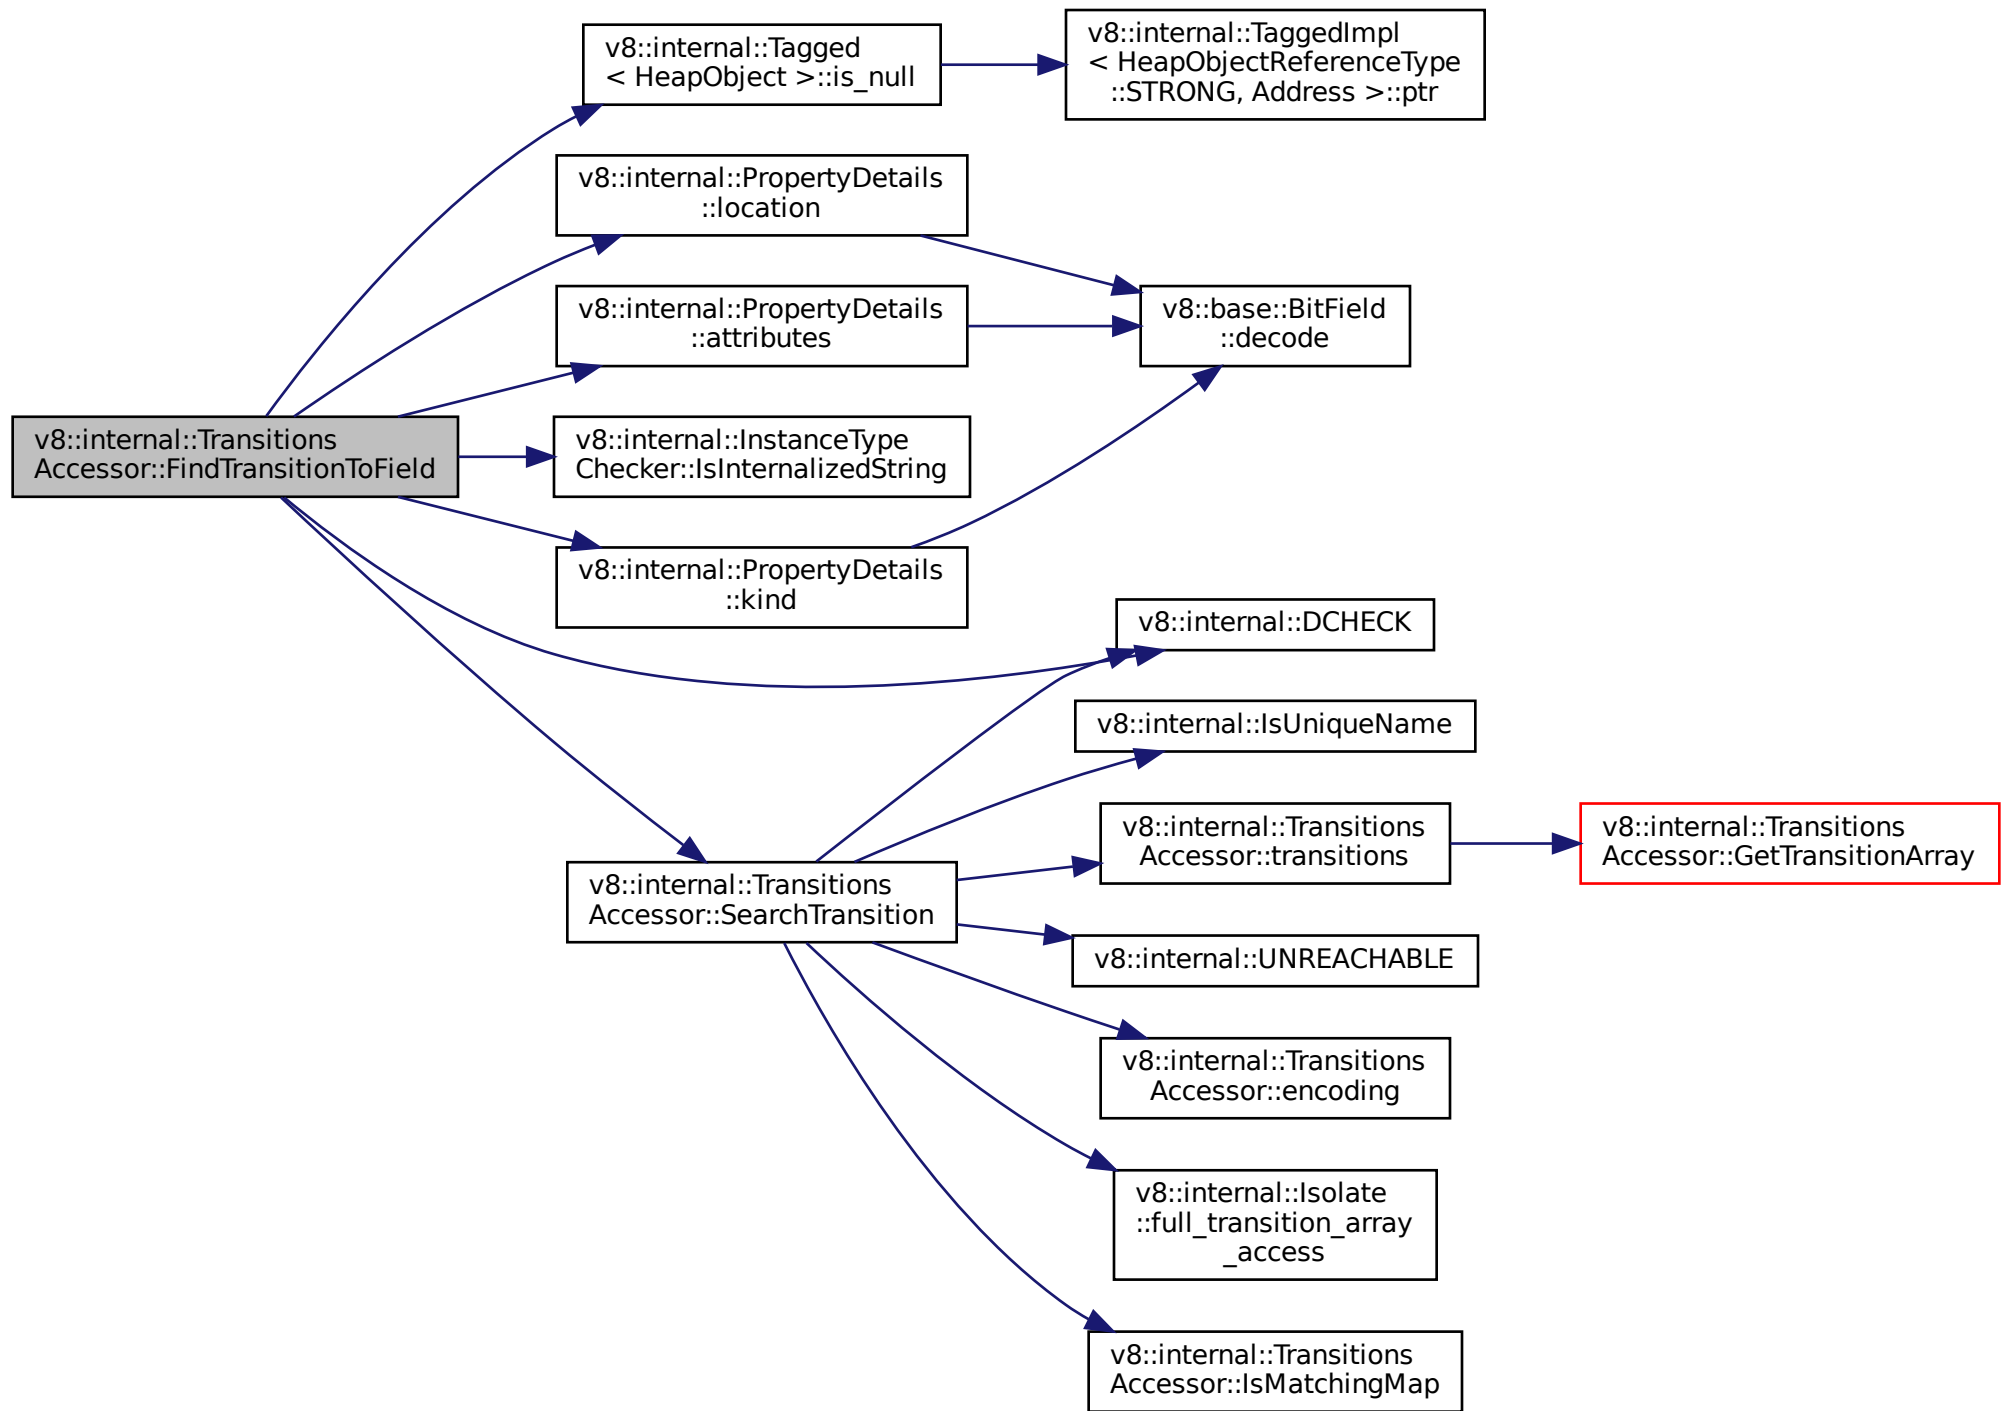 v8::internal::Tagged
< HeapObject >::is_null
v8::internal::TaggedImpl
< HeapObjectReferenceType
::STRONG, Address >::ptr
v8::internal::PropertyDetails
::location
v8::internal::PropertyDetails
::attributes
v8::base::BitField
::decode
v8::internal::Transitions
Accessor::FindTransitionToField
v8::internal::InstanceType
Checker::IsInternalizedString
v8::internal::PropertyDetails
::kind
v8::internal::DCHECK
v8::internal::IsUniqueName
v8::internal::Transitions
Accessor::transitions
v8::internal::Transitions
Accessor::GetTransitionArray
v8::internal::Transitions
Accessor::SearchTransition
v8::internal::UNREACHABLE
v8::internal::Transitions
Accessor::encoding
v8::internal::Isolate
::full_transition_array
_access
v8::internal::Transitions
Accessor::IsMatchingMap